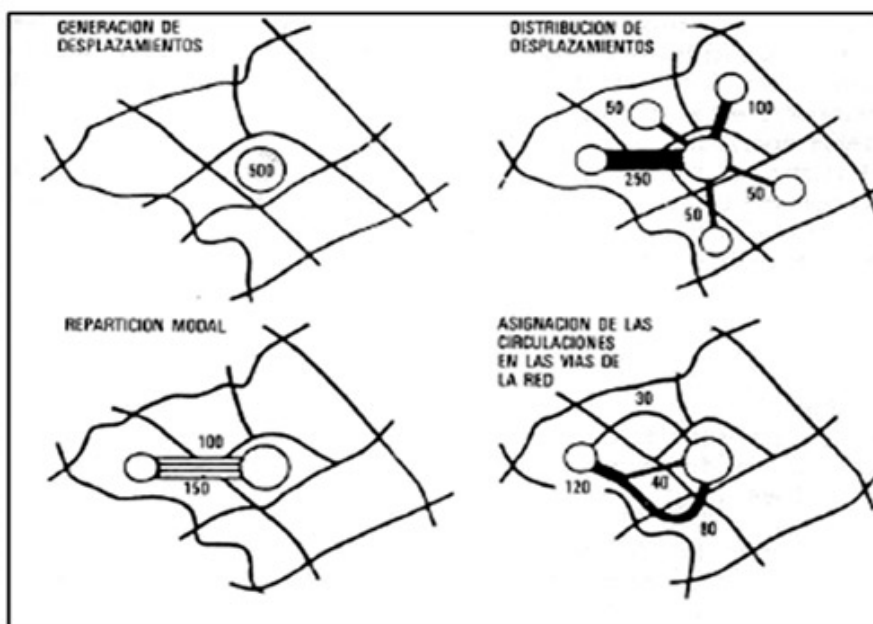 GENERACION DE
DESPLAZAMIENTOS
500
DISTRIBUCION DE
DESPLAZAMIENTOS
50
100
250
50
50
REPARTICION MODAL
100
150
ASIGNACION DE LAS
CIRCULACIONES
EN LAS VIAS DE
LA RED
30
120
40
80